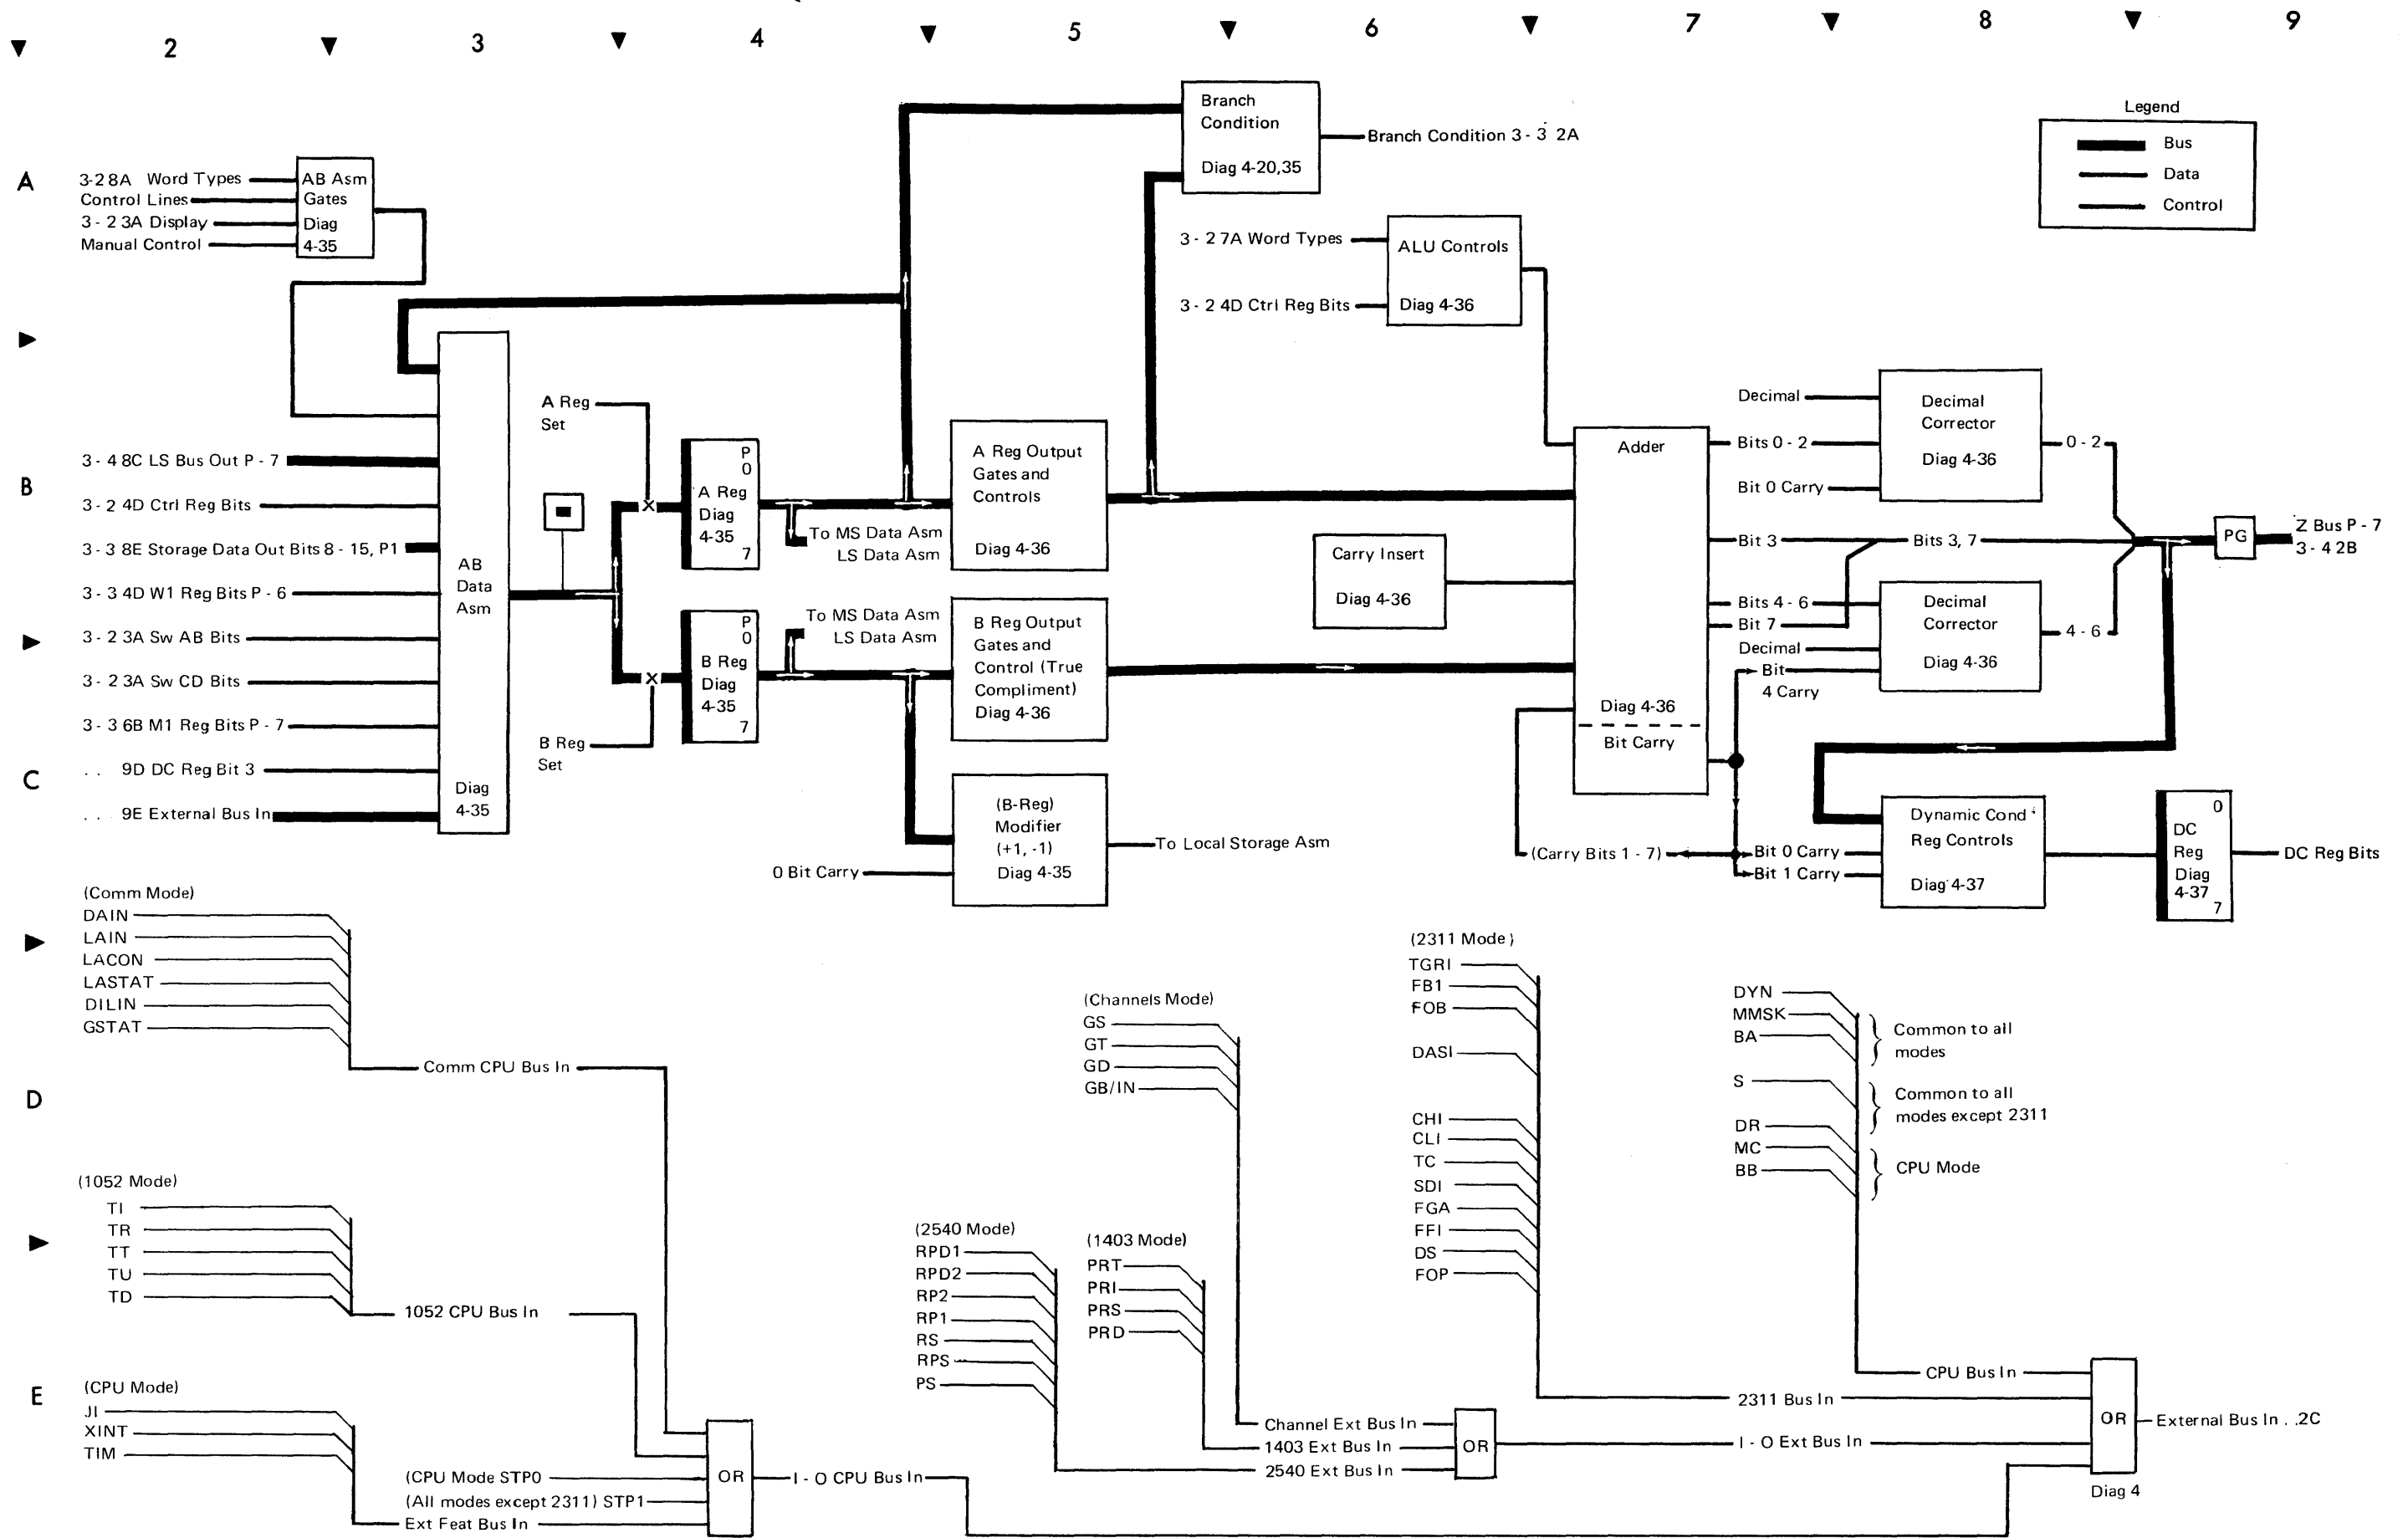 2 3 4 5 6 7 8 9
A
B
C
D
E
Legend
Bus
Data
Control
3-28A Word Types
Control Lines
3 - 2 3A Display
Manual Control
AB Asm
Gates
Diag
4-35
Branch
Condition
Diag 4-20,35
Branch Condition 3 - 3 2A
3 - 2 7A Word Types
3 - 2 4D Ctrl Reg Bits
ALU Controls
Diag 4-36
3 - 4 8C LS Bus Out P - 7
3 - 2 4D Ctrl Reg Bits
3 - 3 8E Storage Data Out Bits 8 - 15, P1
3 - 3 4D W1 Reg Bits P - 6
3 - 2 3A Sw AB Bits
3 - 2 3A Sw CD Bits
3 - 3 6B M1 Reg Bits P - 7
. . 9D DC Reg Bit 3
. . 9E External Bus In
AB
Data
Asm
Diag
4-35
A Reg
Set
B Reg
Set
P
0
A Reg
Diag
4-35
7
P
0
B Reg
Diag
4-35
7
To MS Data Asm
LS Data Asm
To MS Data Asm
LS Data Asm
A Reg Output
Gates and
Controls
Diag 4-36
B Reg Output
Gates and
Control (True
Compliment)
Diag 4-36
(B-Reg)
Modifier
(+1, -1)
Diag 4-35
0 Bit Carry
To Local Storage Asm
Carry Insert
Diag 4-36
Adder
Diag 4-36
Bit Carry
(Carry Bits 1 - 7)
Decimal
Bits 0 - 2
Bit 0 Carry
Decimal
Corrector
Diag 4-36
0 - 2
Bit 3
Bits 3, 7
Bits 4 - 6
Bit 7
Decimal
Bit
4 Carry
Decimal
Corrector
Diag 4-36
4 - 6
PG
Z Bus P - 7
3 - 4 2B
Bit 0 Carry
Bit 1 Carry
Dynamic Cond
Reg Controls
Diag 4-37
0
DC
Reg
Diag
4-37
7
DC Reg Bits
(Comm Mode)
DAIN
LAIN
LACON
LASTAT
DILIN
GSTAT
Comm CPU Bus In
(1052 Mode)
TI
TR
TT
TU
TD
1052 CPU Bus In
(CPU Mode)
JI
XINT
TIM
(CPU Mode STP0
(All modes except 2311) STP1
Ext Feat Bus In
OR
I - O CPU Bus In
(2540 Mode)
RPD1
RPD2
RP2
RP1
RS
RPS
PS
(1403 Mode)
PRT
PRI
PRS
PRD
(Channels Mode)
GS
GT
GD
GB/IN
Channel Ext Bus In
1403 Ext Bus In
2540 Ext Bus In
OR
I - O Ext Bus In
(2311 Mode)
TGRI
FB1
FOB
DASI
CHI
CLI
TC
SDI
FGA
FFI
DS
FOP
2311 Bus In
DYN
MMSK
BA
S
DR
MC
BB
Common to all
modes
Common to all
modes except 2311
CPU Mode
CPU Bus In
OR
Diag 4
External Bus In . .2C